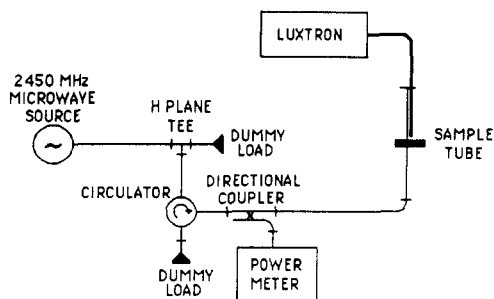 LUXTRON
2450 MHz
MICROWAVE
SOURCE
~
H PLANE
TEE
DUMMY
LOAD
SAMPLE
TUBE
CIRCULATOR
DIRECTIONAL
COUPLER
DUMMY
LOAD
POWER
METER